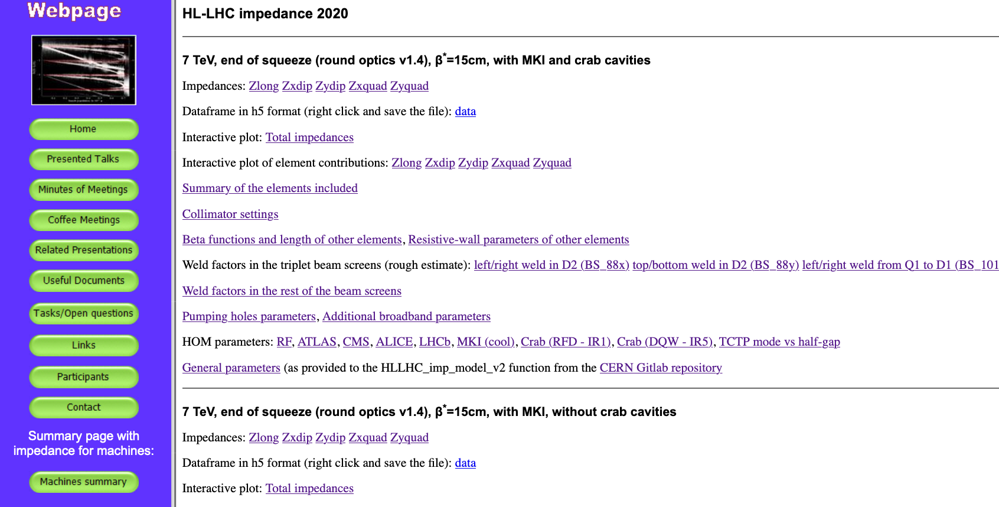 Webpage
Home
Presented Talks
Minutes of Meetings
Coffee Meetings
Related Presentations
Useful Documents
Tasks/Open questions
Links
Participants
Contact
Summary page with
impedance for machines:
Machines summary
HL-LHC impedance 2020
7 TeV, end of squeeze (round optics v1.4), β*=15cm, with MKI and crab cavities
Impedances: Zlong Zxdip Zydip Zxquad Zyquad
Dataframe in h5 format (right click and save the file): data
Interactive plot: Total impedances
Interactive plot of element contributions: Zlong Zxdip Zydip Zxquad Zyquad
Summary of the elements included
Collimator settings
Beta functions and length of other elements, Resistive-wall parameters of other elements
Weld factors in the triplet beam screens (rough estimate): left/right weld in D2 (BS_88x) top/bottom weld in D2 (BS_88y) left/right weld from Q1 to D1 (BS_101
Weld factors in the rest of the beam screens
Pumping holes parameters, Additional broadband parameters
HOM parameters: RF, ATLAS, CMS, ALICE, LHCb, MKI (cool), Crab (RFD - IR1), Crab (DQW - IR5), TCTP mode vs half-gap
General parameters (as provided to the HLLHC_imp_model_v2 function from the CERN Gitlab repository
7 TeV, end of squeeze (round optics v1.4), β*=15cm, with MKI, without crab cavities
Impedances: Zlong Zxdip Zydip Zxquad Zyquad
Dataframe in h5 format (right click and save the file): data
Interactive plot: Total impedances